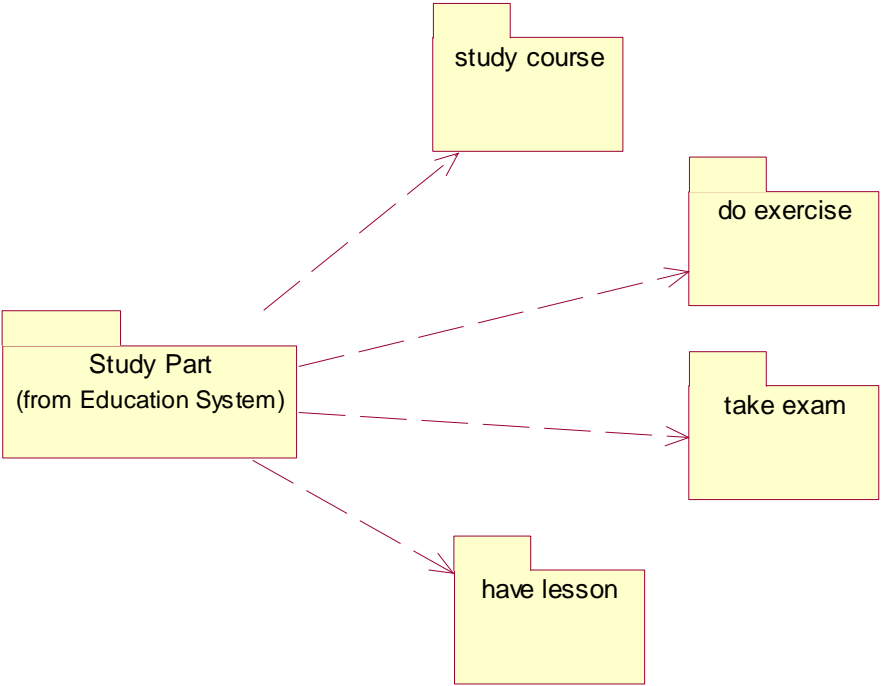 study course
do exercise
Study Part
(from Education System)
take exam
have lesson